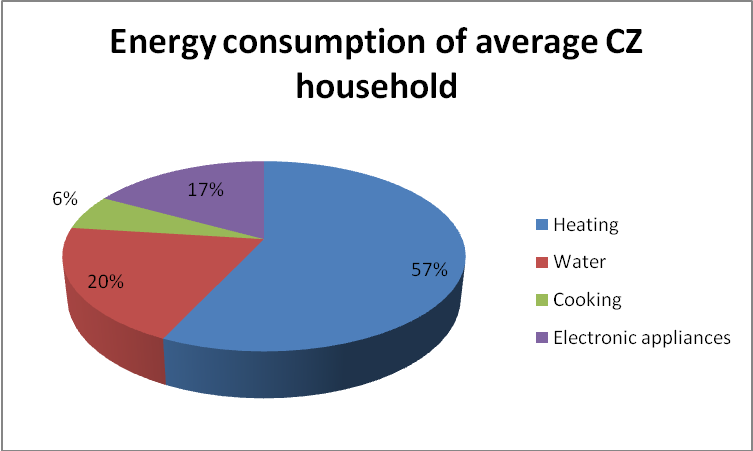 Energy consumption of average CZ
household
17%
6%
57%
20%
Heating
Water
Cooking
Electronic appliances